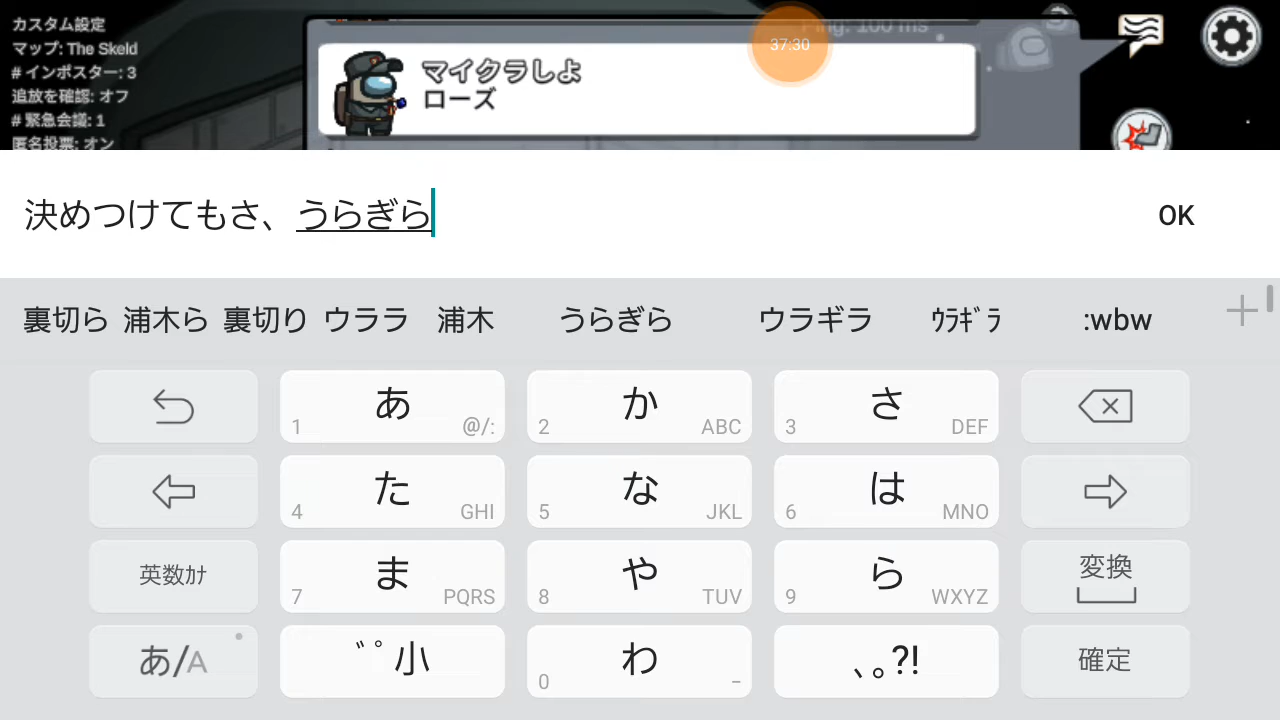 カスタム設定
マップ: The Skeld
# インポスター: 3
追放を確認: オフ
# 緊急会議: 1
匿名投票: オン
Ping: 100 ms
37:30
マイクラしよ
ローズ
決めつけてもさ、うらぎら
OK
裏切ら 浦木ら 裏切り ウララ 浦木 うらぎら ウラギラ ｳﾗｷﾞﾗ :wbw
あ 1 @/:
か 2 ABC
さ 3 DEF
た 4 GHI
な 5 JKL
は 6 MNO
英数ｶﾅ
ま 7 PQRS
や 8 TUV
ら 9 WXYZ
変換
あ/A
゛゜小
わ 0 -
､｡?!
確定